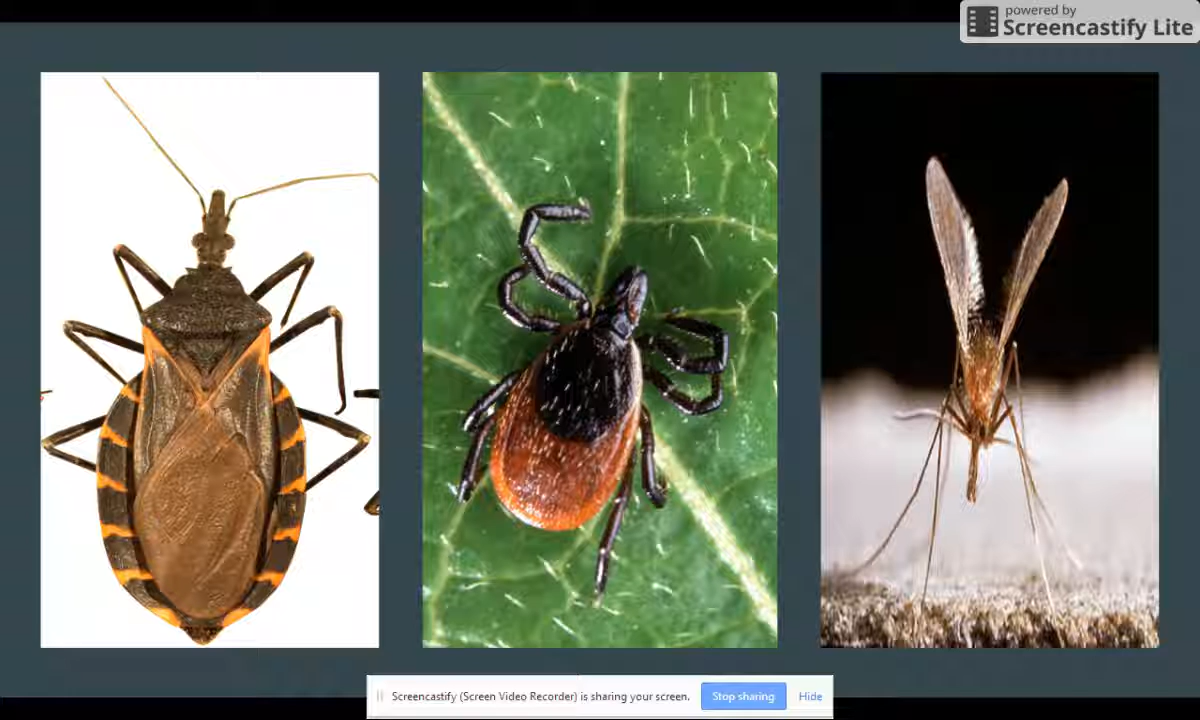 powered by
Screencastify Lite
Screencastify (Screen Video Recorder) is sharing your screen. Stop sharing Hide